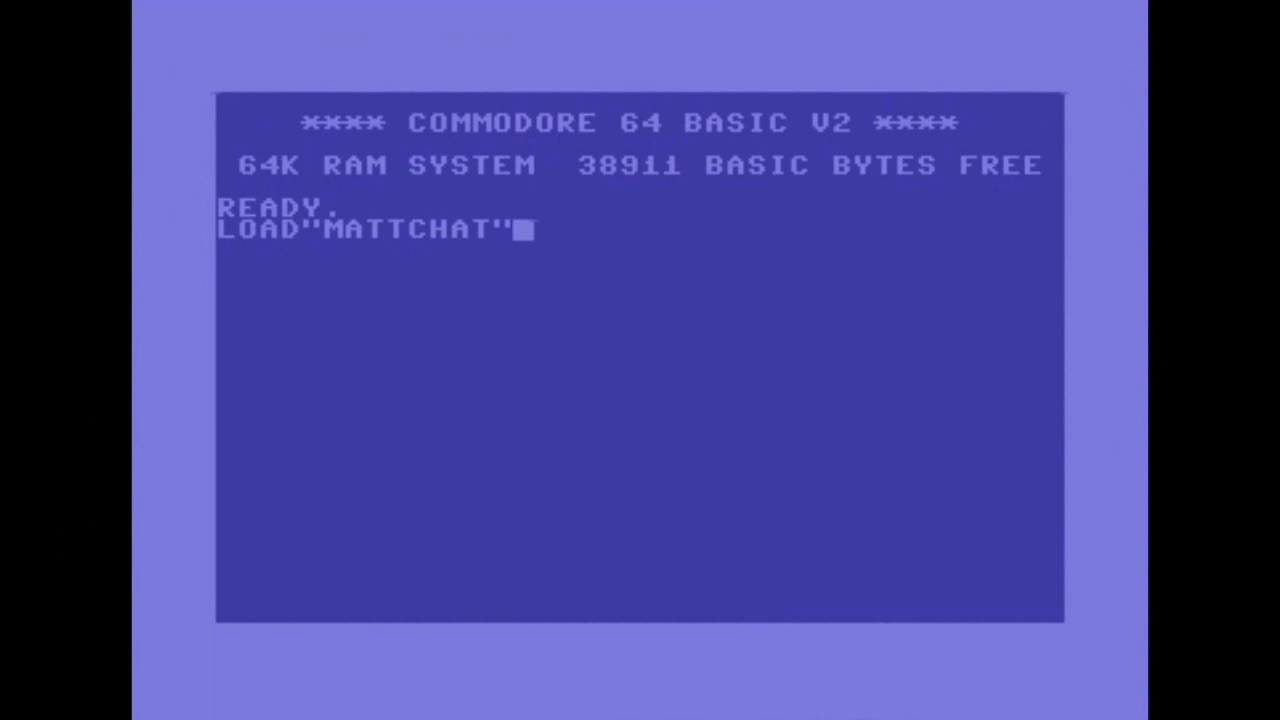 **** COMMODORE 64 BASIC V2 ****
64K RAM SYSTEM  38911 BASIC BYTES FREE
READY.
LOAD"MATTCHAT"